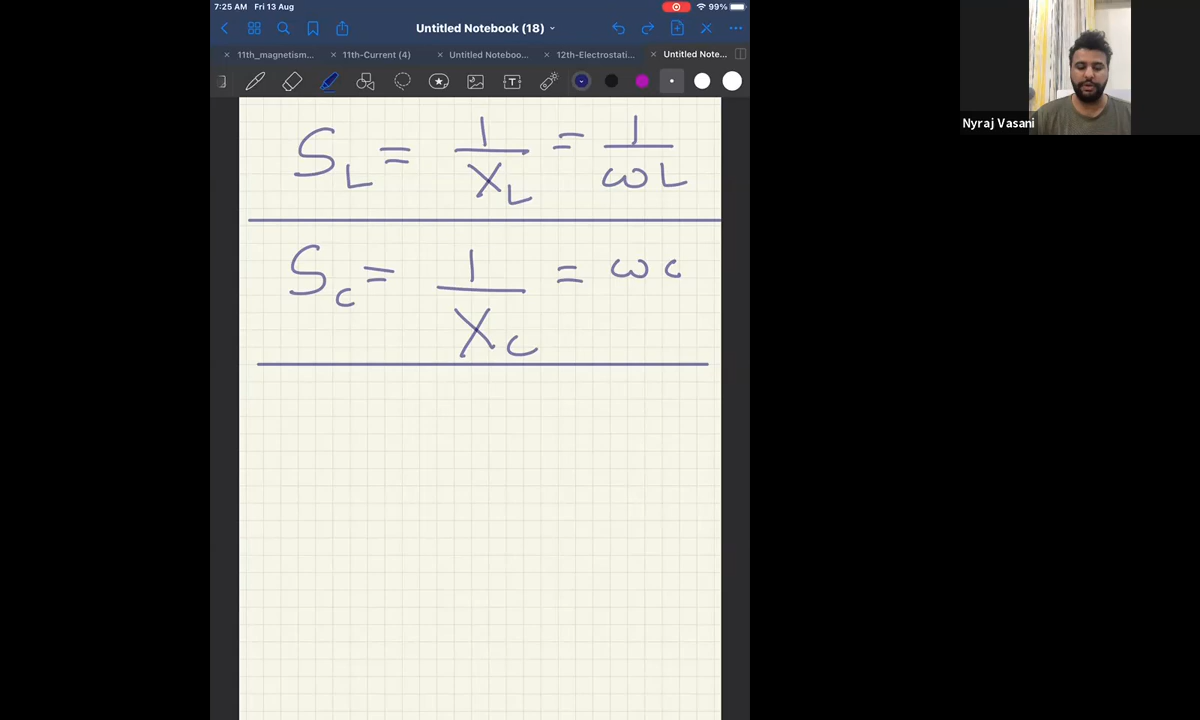 7:25 AM Fri 13 Aug
99%
Untitled Notebook (18)
11th_magnetism...
11th-Current (4)
Untitled Noteboo...
12th-Electrostati...
Untitled Note...
Nyraj Vasani
S_L = 1/X_L = 1/ωL
S_c = 1/X_c = ωc